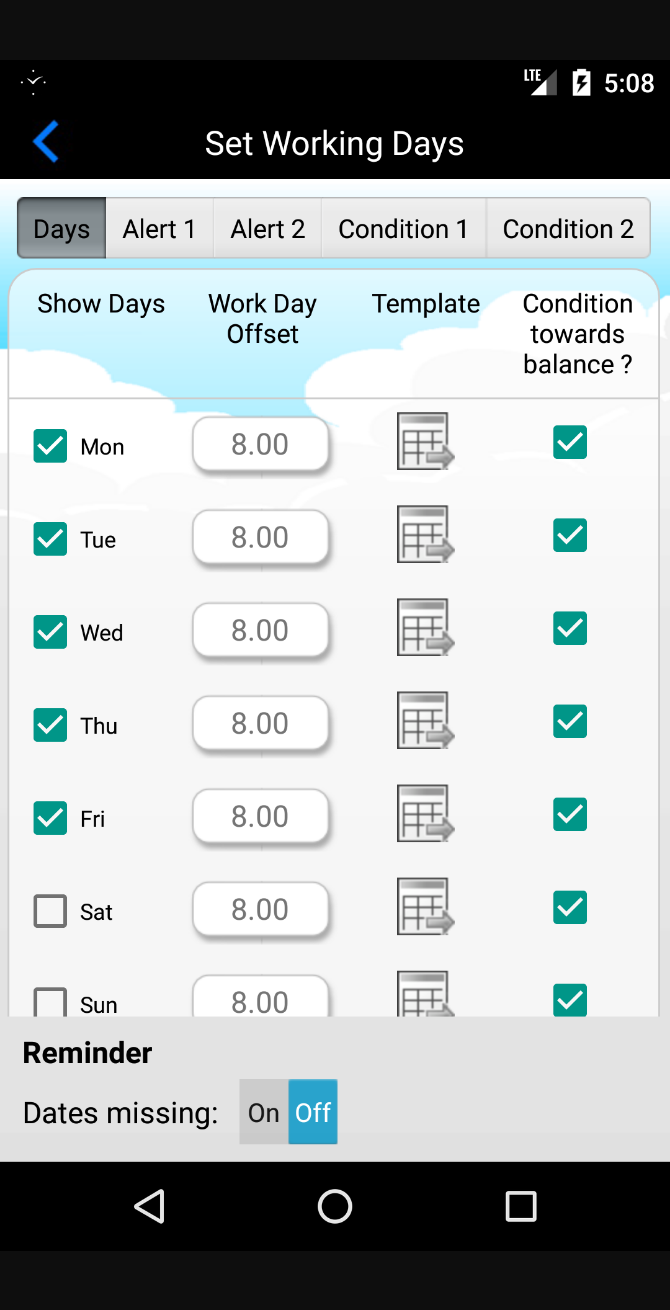 LTE 5:08
Set Working Days
Days Alert 1 Alert 2 Condition 1 Condition 2
Show Days Work Day Template Condition
Offset towards
balance ?
Mon 8.00
Tue 8.00
Wed 8.00
Thu 8.00
Fri 8.00
Sat 8.00
Sun 8.00
Reminder
Dates missing: On Off